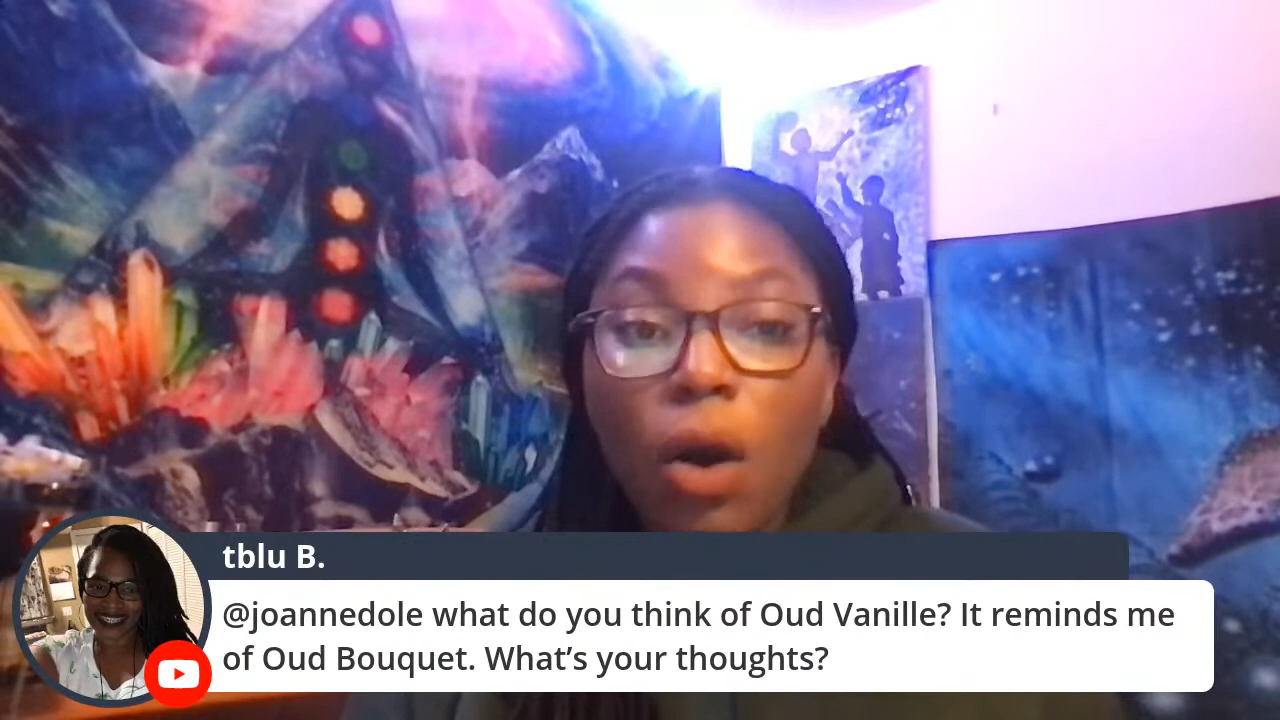 tblu B.
@joannedole what do you think of Oud Vanille? It reminds me
of Oud Bouquet. What’s your thoughts?